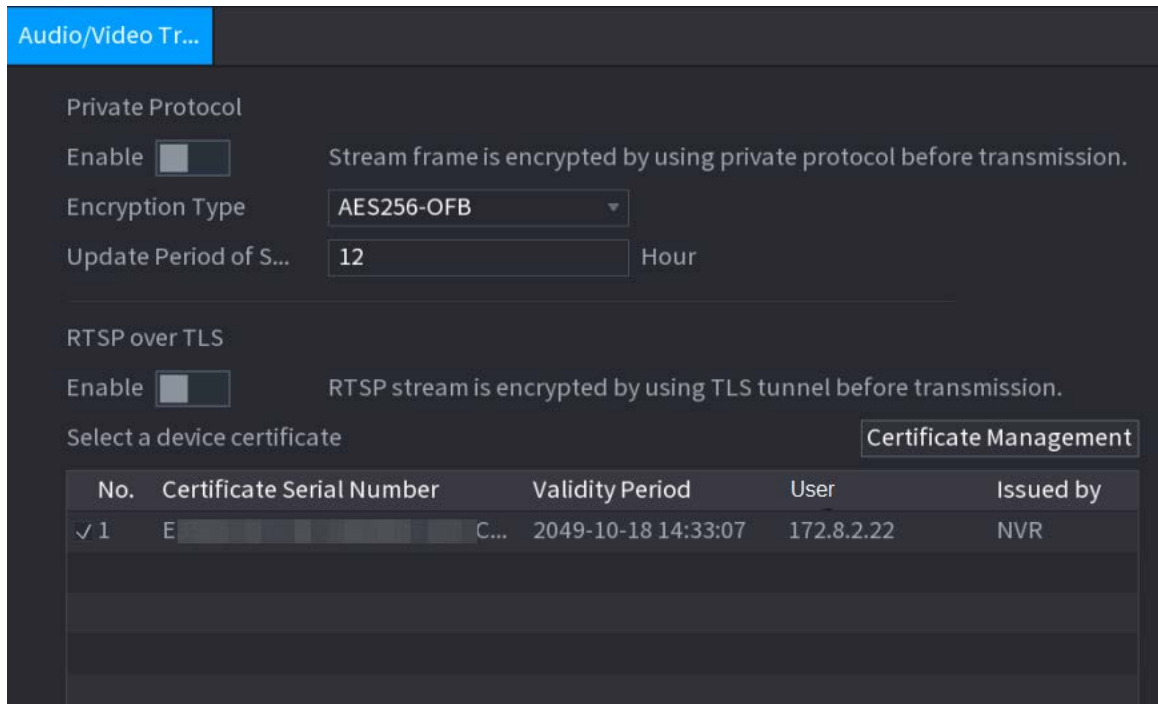 Audio/Video Tr...
Private Protocol
Enable Stream frame is encrypted by using private protocol before transmission.
Encryption Type AES256-OFB
Update Period of S... 12 Hour
RTSP over TLS
Enable RTSP stream is encrypted by using TLS tunnel before transmission.
Select a device certificate Certificate Management
No. Certificate Serial Number Validity Period User Issued by
1 E C... 2049-10-18 14:33:07 172.8.2.22 NVR